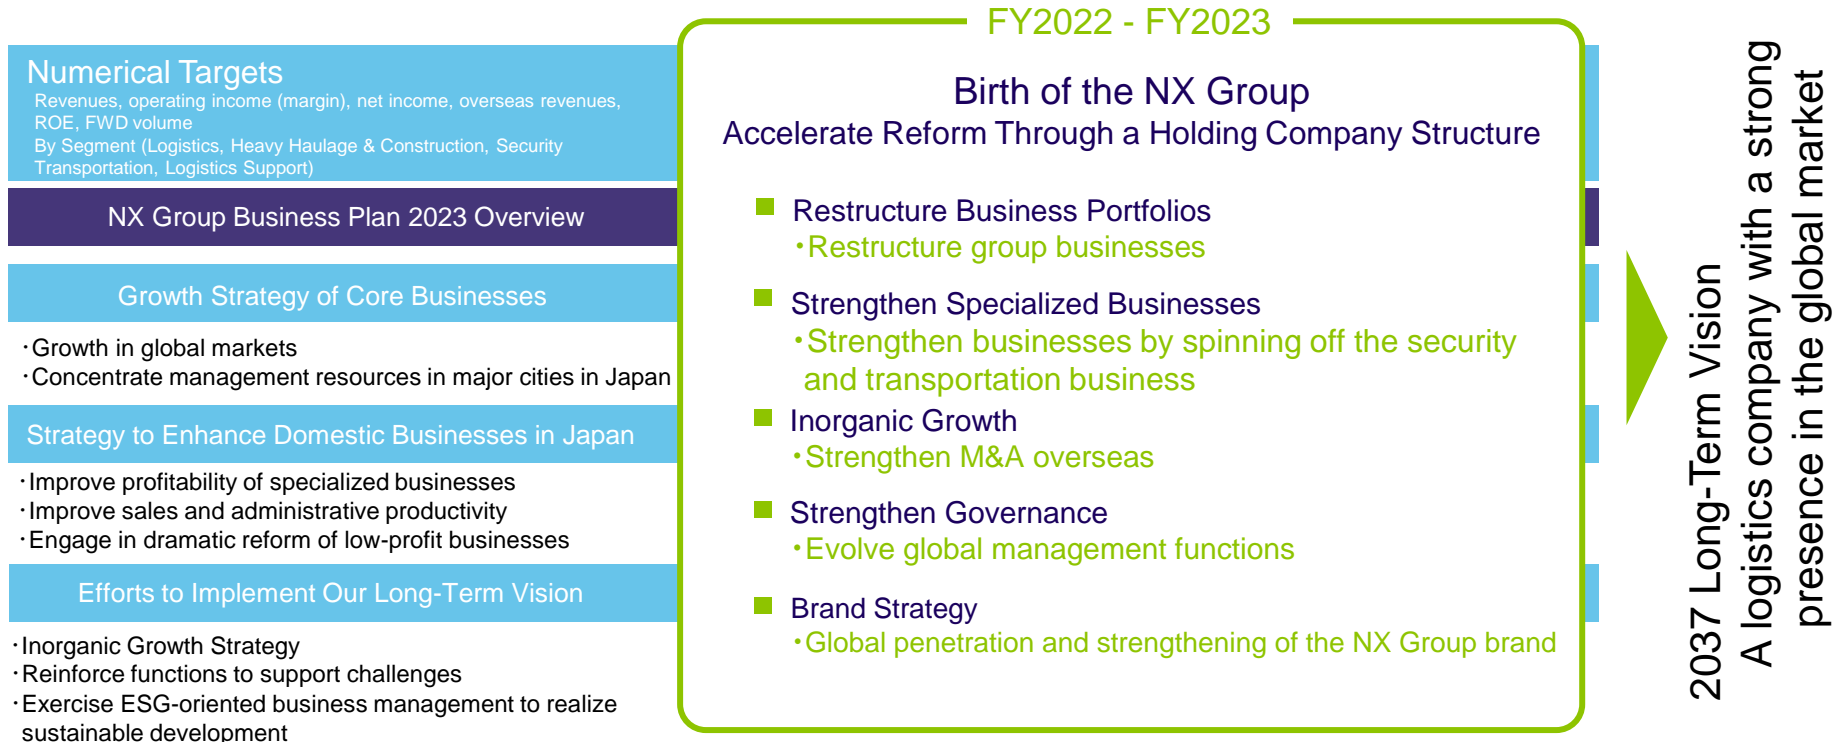 Numerical Targets
Revenues, operating income (margin), net income, overseas revenues,
ROE, FWD volume
By Segment (Logistics, Heavy Haulage & Construction, Security
Transportation, Logistics Support)
NX Group Business Plan 2023 Overview
Growth Strategy of Core Businesses
・Growth in global markets
・Concentrate management resources in major cities in Japan
Strategy to Enhance Domestic Businesses in Japan
・Improve profitability of specialized businesses
・Improve sales and administrative productivity
・Engage in dramatic reform of low-profit businesses
Efforts to Implement Our Long-Term Vision
・Inorganic Growth Strategy
・Reinforce functions to support challenges
・Exercise ESG-oriented business management to realize
sustainable development
FY2022 - FY2023
Birth of the NX Group
Accelerate Reform Through a Holding Company Structure
■ Restructure Business Portfolios
・Restructure group businesses
■ Strengthen Specialized Businesses
・Strengthen businesses by spinning off the security
and transportation business
■ Inorganic Growth
・Strengthen M&A overseas
■ Strengthen Governance
・Evolve global management functions
■ Brand Strategy
・Global penetration and strengthening of the NX Group brand
2037 Long-Term Vision
A logistics company with a strong
presence in the global market